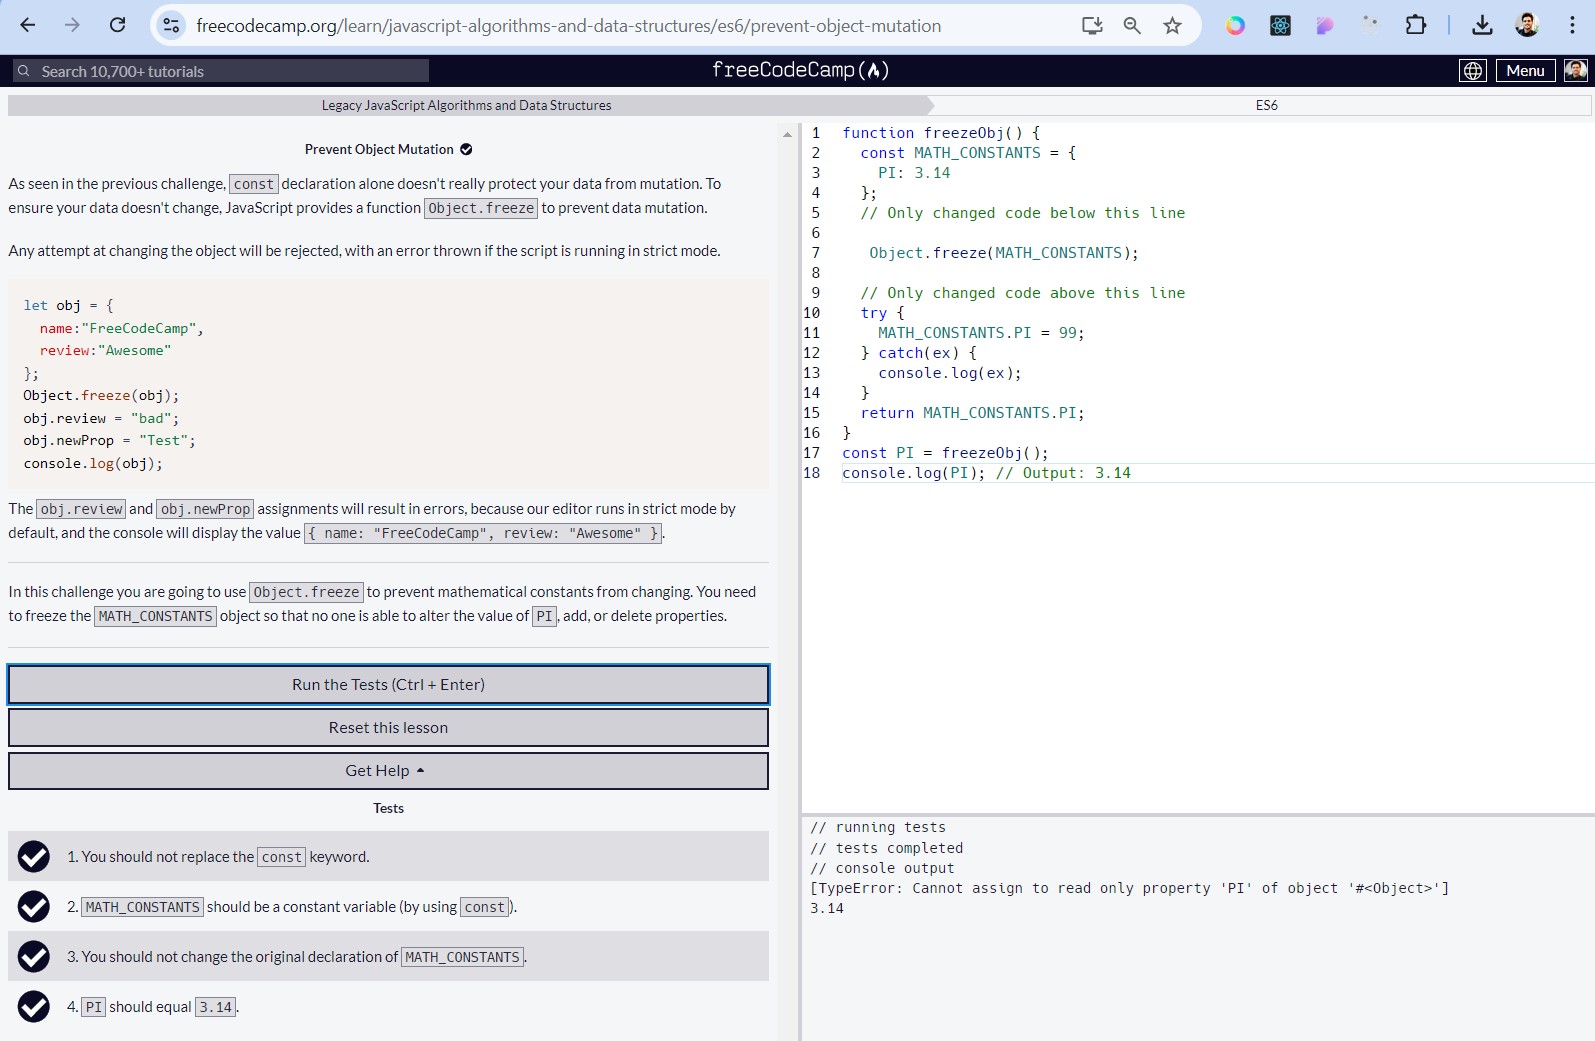 freecodecamp.org/learn/javascript-algorithms-and-data-structures/es6/prevent-object-mutation
Search 10,700+ tutorials
freeCodeCamp
Menu
Legacy JavaScript Algorithms and Data Structures
ES6
Prevent Object Mutation
As seen in the previous challenge, const declaration alone doesn't really protect your data from mutation. To
ensure your data doesn't change, JavaScript provides a function Object.freeze to prevent data mutation.
Any attempt at changing the object will be rejected, with an error thrown if the script is running in strict mode.
let obj = {
  name:"FreeCodeCamp",
  review:"Awesome"
};
Object.freeze(obj);
obj.review = "bad";
obj.newProp = "Test";
console.log(obj);
The obj.review and obj.newProp assignments will result in errors, because our editor runs in strict mode by
default, and the console will display the value { name: "FreeCodeCamp", review: "Awesome" }.
In this challenge you are going to use Object.freeze to prevent mathematical constants from changing. You need
to freeze the MATH_CONSTANTS object so that no one is able to alter the value of PI, add, or delete properties.
Run the Tests (Ctrl + Enter)
Reset this lesson
Get Help
Tests
1. You should not replace the const keyword.
2. MATH_CONSTANTS should be a constant variable (by using const).
3. You should not change the original declaration of MATH_CONSTANTS.
4. PI should equal 3.14.
1 function freezeObj() {
2   const MATH_CONSTANTS = {
3     PI: 3.14
4   };
5   // Only changed code below this line
6
7    Object.freeze(MATH_CONSTANTS);
8
9   // Only changed code above this line
10   try {
11     MATH_CONSTANTS.PI = 99;
12   } catch(ex) {
13     console.log(ex);
14   }
15   return MATH_CONSTANTS.PI;
16 }
17 const PI = freezeObj();
18 console.log(PI); // Output: 3.14
// running tests
// tests completed
// console output
[TypeError: Cannot assign to read only property 'PI' of object '#<Object>']
3.14